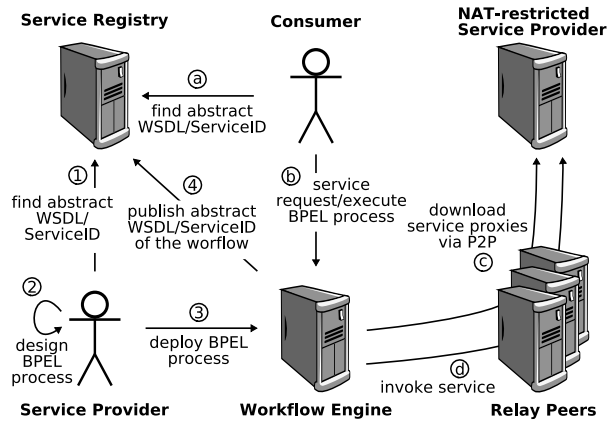 Service Registry
Consumer
NAT-restricted
Service Provider
a
find abstract
WSDL/ServiceID
1
find abstract
WSDL/
ServiceID
4
publish abstract
WSDL/ServiceID
of the worflow
b service
request/execute
BPEL process
download
service proxies
via P2P
c
2
design
BPEL
process
3
deploy BPEL
process
d
invoke service
Service Provider
Workflow Engine
Relay Peers